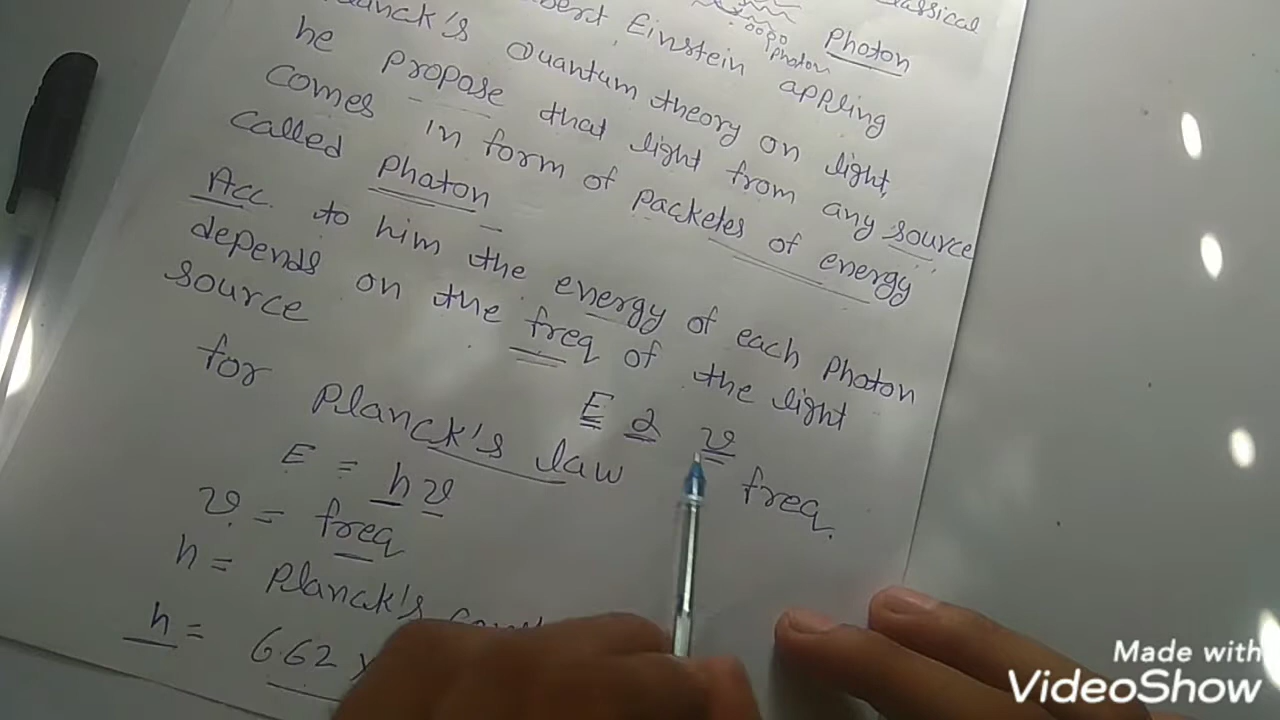 classical
Photon
photon
Einstein appling
Quantum theory on light,
he propose that light from any source
comes in form of packetes of energy
called Photon
Acc. to him the energy of each Photon
depends on the freq of the light
source
E α ν
freq.
for Planck's law
E = hν
ν = freq
h = Planck's
h = 6.62 x
Made with
VideoShow